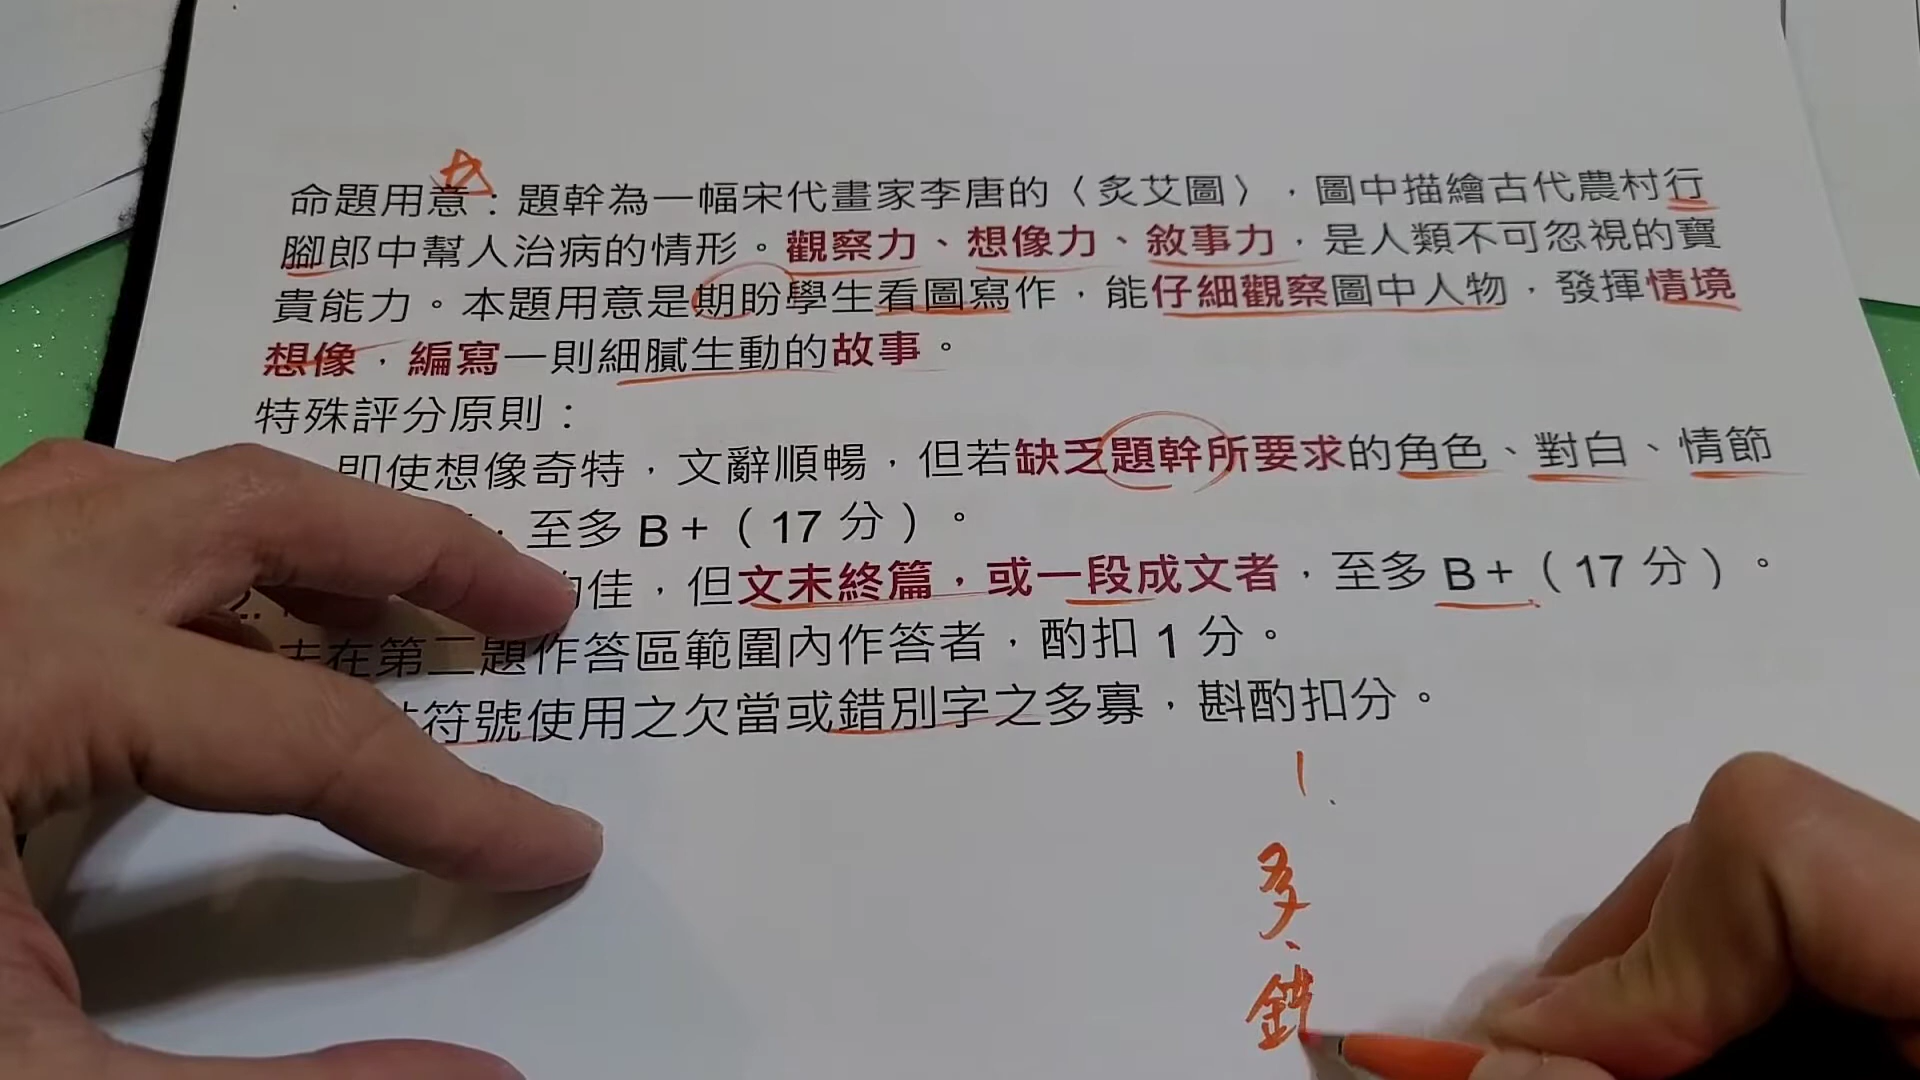 命題用意：題幹為一幅宋代畫家李唐的〈炙艾圖〉，圖中描繪古代農村行
腳郎中幫人治病的情形。觀察力、想像力、敘事力，是人類不可忽視的寶
貴能力。本題用意是期盼學生看圖寫作，能仔細觀察圖中人物，發揮情境
想像，編寫一則細膩生動的故事。
特殊評分原則：
即使想像奇特，文辭順暢，但若缺乏題幹所要求的角色、對白、情節
，至多 B+（17 分）。
2. 佳，但文未終篇，或一段成文者，至多 B+（17 分）。
未在第二題作答區範圍內作答者，酌扣 1 分。
符號使用之欠當或錯別字之多寡，斟酌扣分。
1、
多、
錯